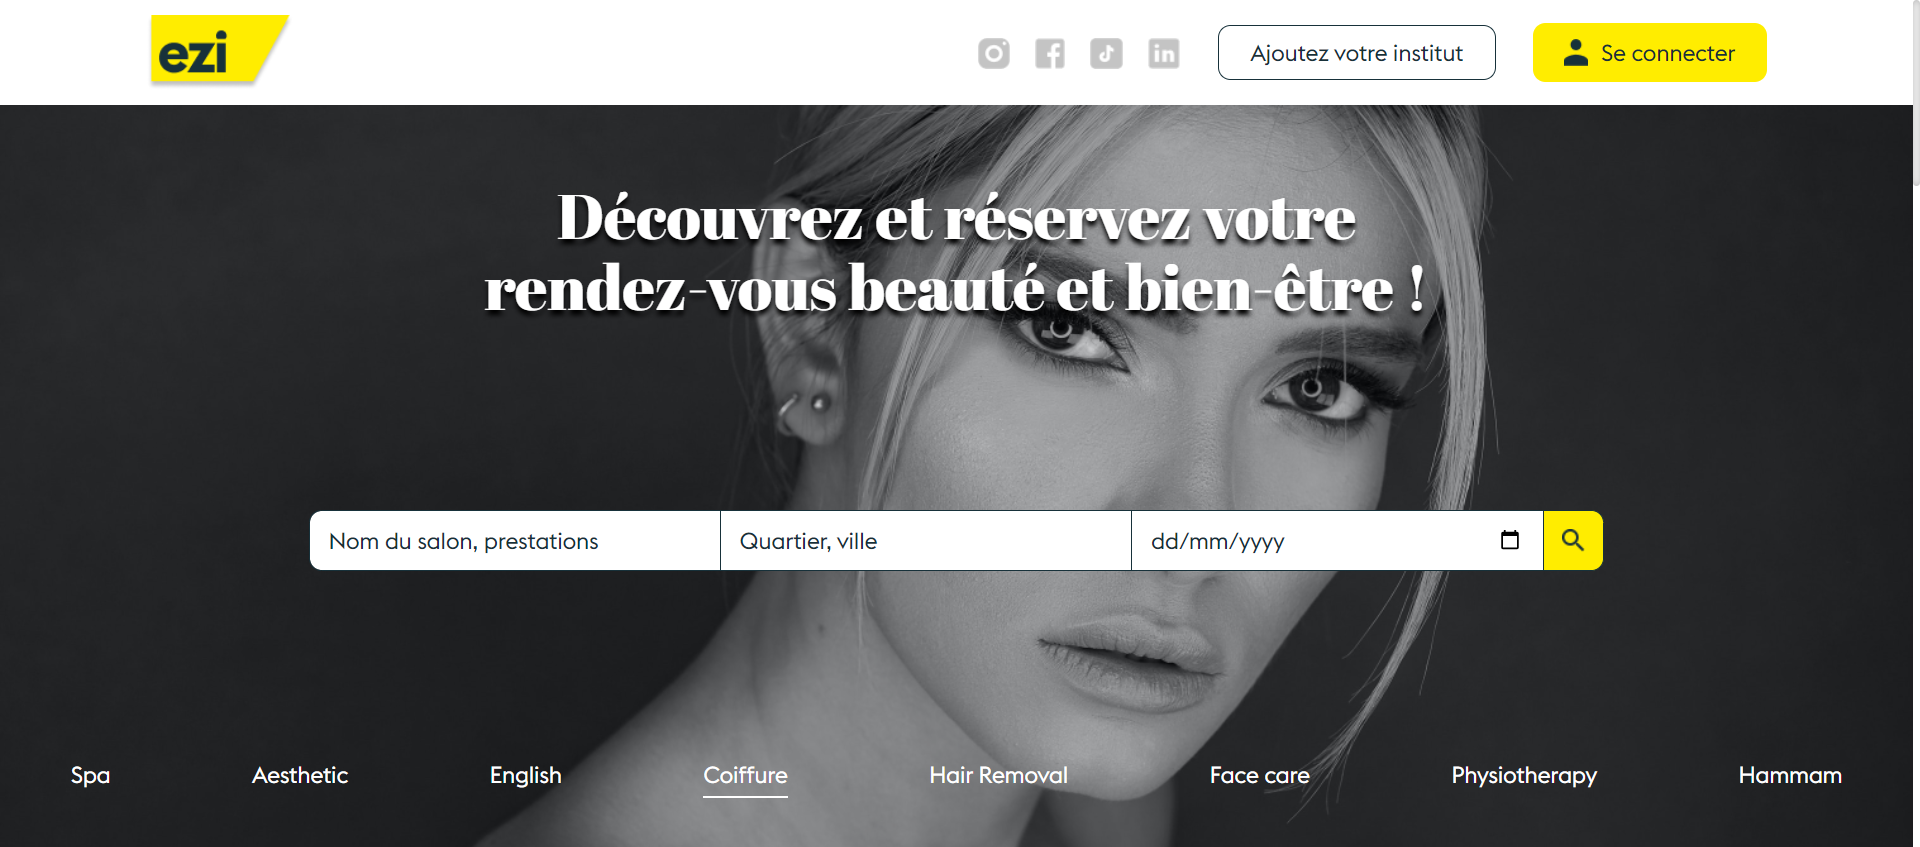 ezi
Ajoutez votre institut
Se connecter
Découvrez et réservez votre
rendez-vous beauté et bien-être !
Nom du salon, prestations
Quartier, ville
dd/mm/yyyy
Spa
Aesthetic
English
Coiffure
Hair Removal
Face care
Physiotherapy
Hammam